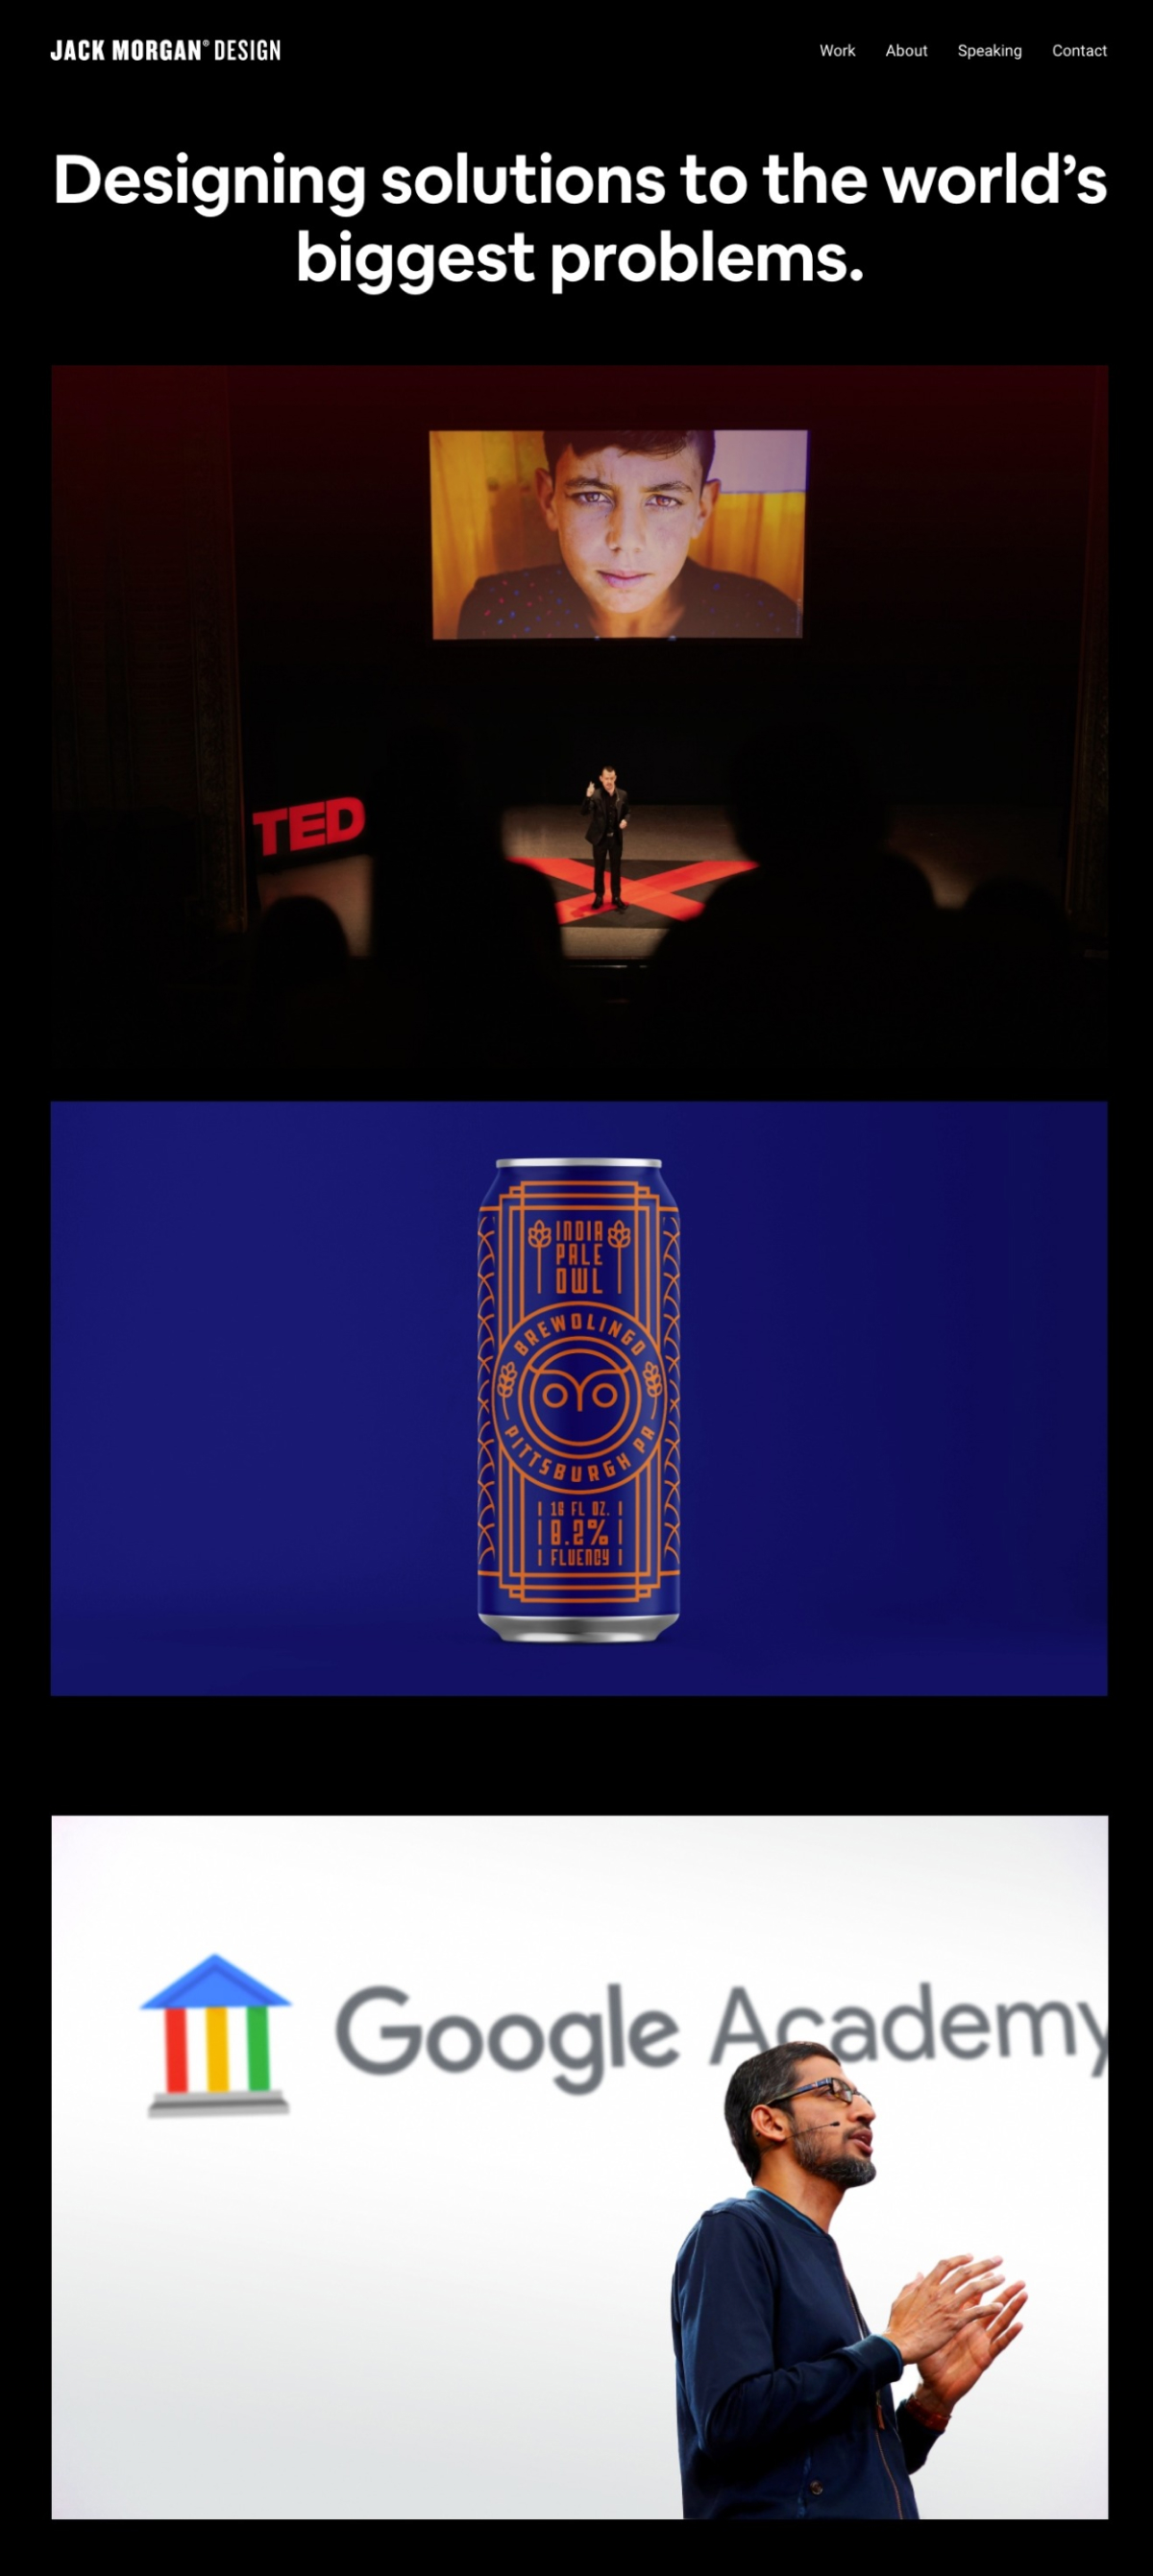 JACK MORGAN® DESIGN
Work About Speaking Contact
Designing solutions to the world’s
biggest problems.
TED
INDIA
PALE
OWL
BREWOLINGO
PITTSBURGH PA
16 FL OZ.
8.2%
FLUENCY
Google Academy